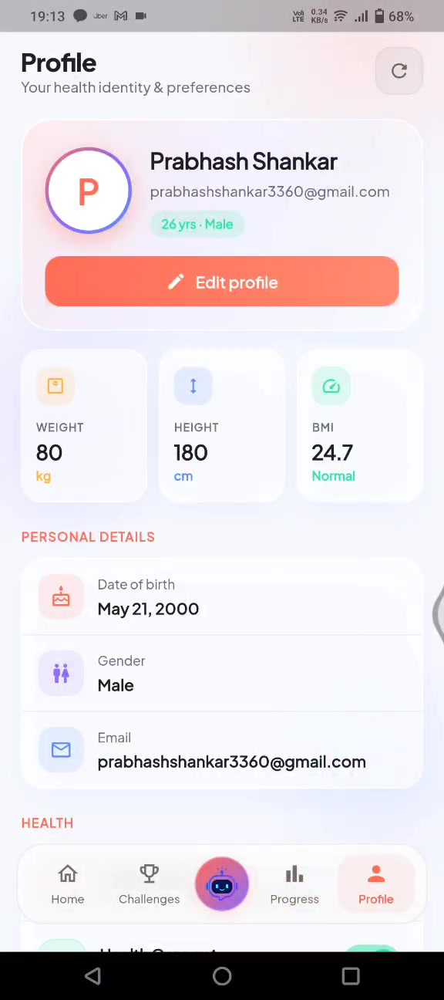 19:13 Uber VoLTE 0.34 KB/s 68%
Profile
Your health identity & preferences
P
Prabhash Shankar
prabhashshankar3360@gmail.com
26 yrs · Male
Edit profile
WEIGHT HEIGHT BMI
80 180 24.7
kg cm Normal
PERSONAL DETAILS
Date of birth
May 21, 2000
Gender
Male
Email
prabhashshankar3360@gmail.com
HEALTH
Home Challenges Progress Profile